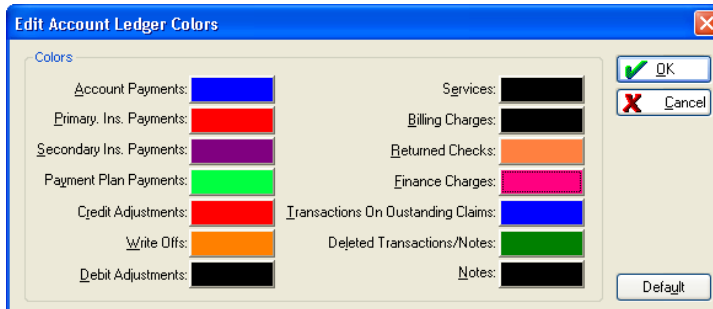 Edit Account Ledger Colors
Colors
Account Payments:
Services:
OK
Primary. Ins. Payments:
Billing Charges:
Cancel
Secondary Ins. Payments:
Returned Checks:
Payment Plan Payments:
Finance Charges:
Credit Adjustments:
Transactions On Oustanding Claims:
Write Offs:
Deleted Transactions/Notes:
Debit Adjustments:
Notes:
Default